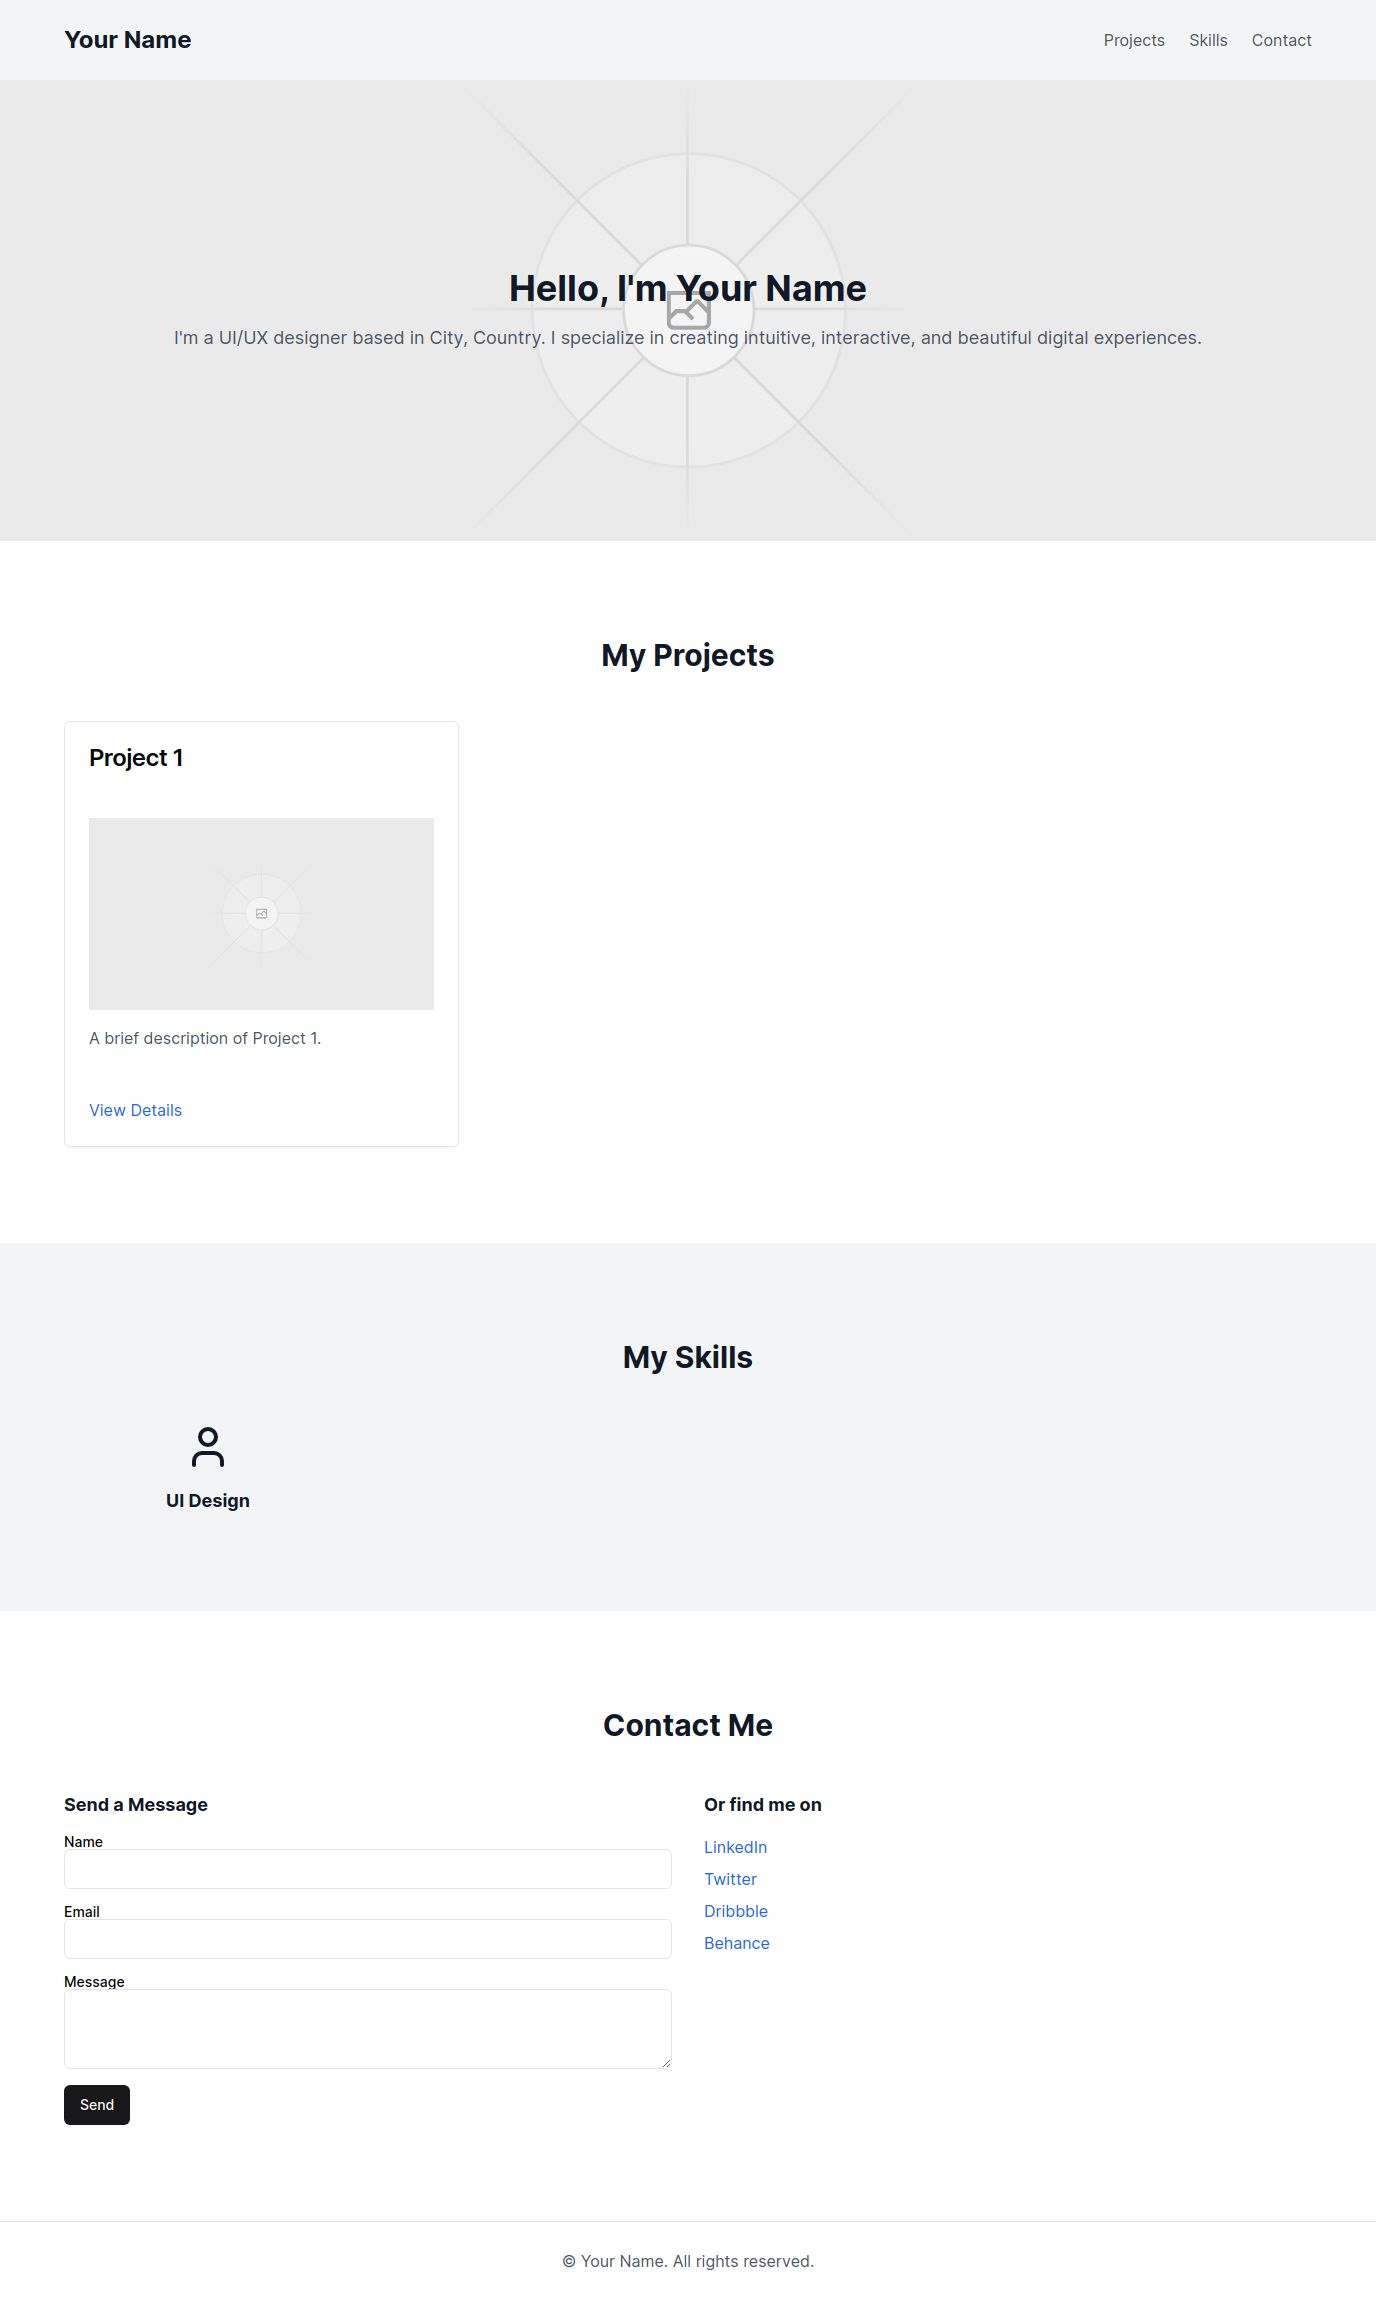 Your Name
Projects Skills Contact
Hello, I'm Your Name
I'm a UI/UX designer based in City, Country. I specialize in creating intuitive, interactive, and beautiful digital experiences.
My Projects
Project 1
A brief description of Project 1.
View Details
My Skills
UI Design
Contact Me
Send a Message
Name
Email
Message
Send
Or find me on
LinkedIn
Twitter
Dribbble
Behance
© Your Name. All rights reserved.